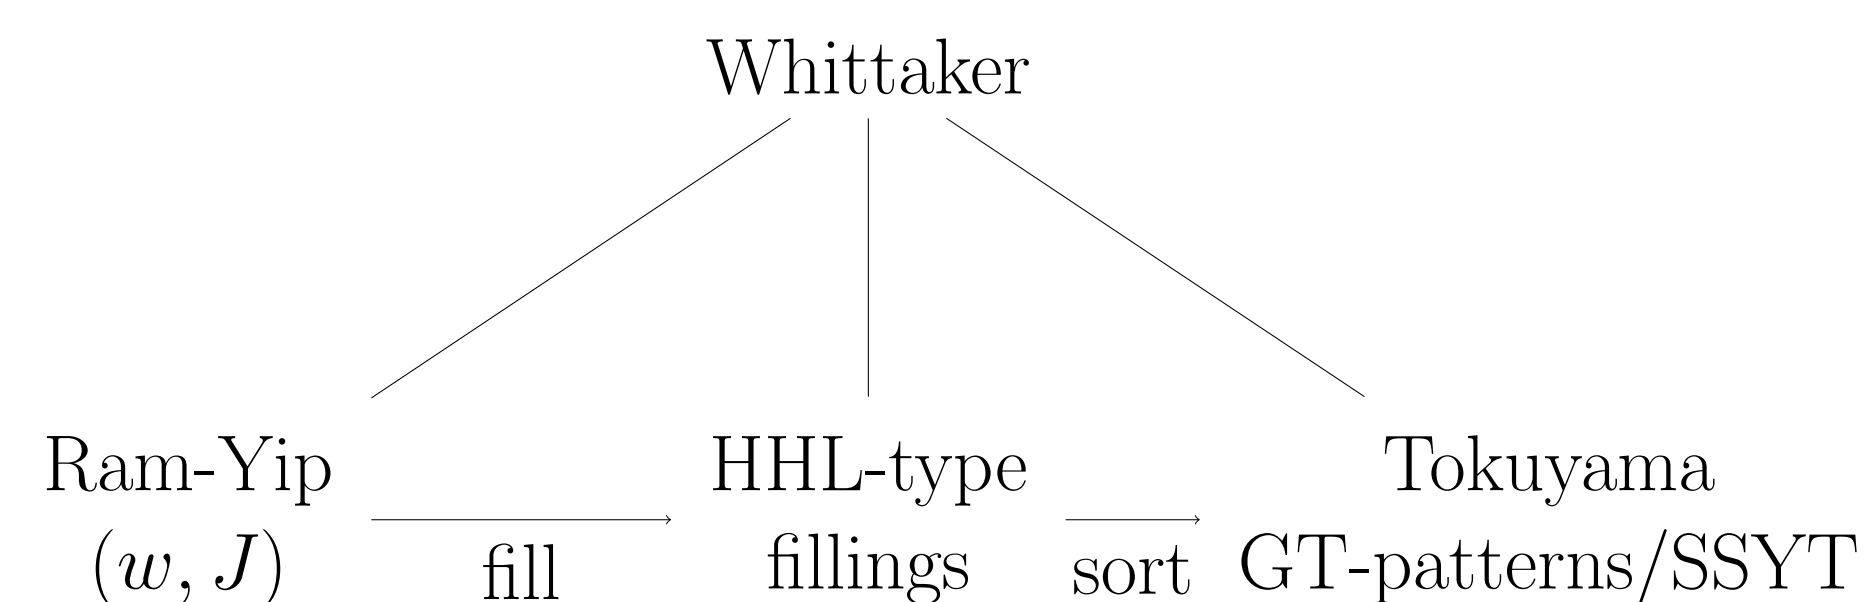 Whittaker
Ram-Yip
HHL-type
Tokuyama
(w, J)
fill
fillings
sort
GT-patterns/SSYT